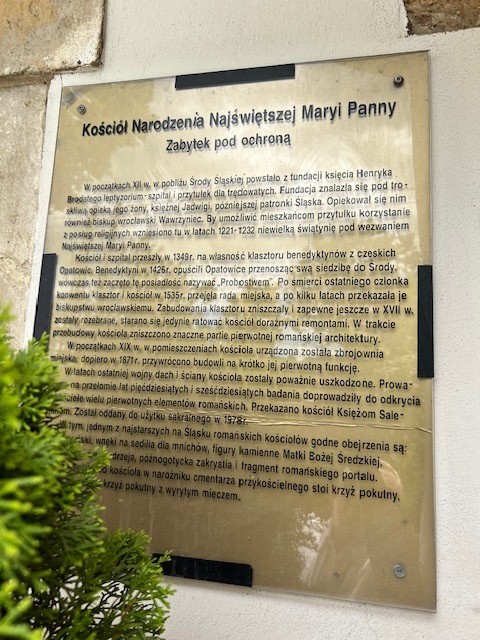 Kościół Narodzenia Najświętszej Maryi Panny
Zabytek pod ochroną
W początkach XII w. w pobliżu Środy Śląskiej powstało z fundacji księcia Henryka
Brodatego leptyzorium-szpital i przytułek dla trędowatych. Fundacja znalazła się pod tro-
skliwą opieką jego żony, księżnej Jadwigi, późniejszej patronki Śląska. Opiekował się nim
również biskup wrocławski Wawrzyniec. By umożliwić mieszkańcom przytułku korzystanie
z posług religijnych wzniesiono tu w latach 1221-1232 niewielką świątynię pod wezwaniem
Najświętszej Maryi Panny.
Kościół i szpital przeszły w 1349r. na własność klasztoru benedyktynów z czeskich
Opatowic. Benedyktyni w 1426r. opuścili Opatowice przenosząc swą siedzibę do Środy.
wówczas też zaczęto tę posiadłość nazywać „Probostwem”. Po śmierci ostatniego członka
konwentu klasztor i kościół w 1535r. przejęła rada miejska, a po kilku latach przekazała je
biskupstwu wrocławskiemu. Zabudowania klasztoru zniszczały i zapewne jeszcze w XVII w.
zostały rozebrane, starano się jedynie ratować kościół doraźnymi remontami. W trakcie
przebudowy kościoła zniszczono znaczne partie pierwotnej romańskiej architektury.
W początkach XIX w. w pomieszczeniach kościoła urządzona została zbrojownia
miejska, dopiero w 1871r. przywrócono budowli na krótko jej pierwotną funkcję.
W latach ostatniej wojny dach i ściany kościoła zostały poważnie uszkodzone. Prowa-
na przełomie lat pięćdziesiątych i sześćdziesiątych badania doprowadziły do odkrycia
wielu pierwotnych elementów romańskich. Przekazano kościół Księżom Sale-
Został oddany do użytku sakralnego w 1978r.
tym, jednym z najstarszych na Śląsku romańskich kościołów godne obejrzenia są:
wnęki na sedilia dla mnichów, figury kamienne Matki Bożej Średzkiej,
późnogotycka zakrystia i fragment romańskiego portalu.
kościoła w narożniku cmentarza przykościelnego stoi krzyż pokutny,
krzyż pokutny z wyrytym mieczem.